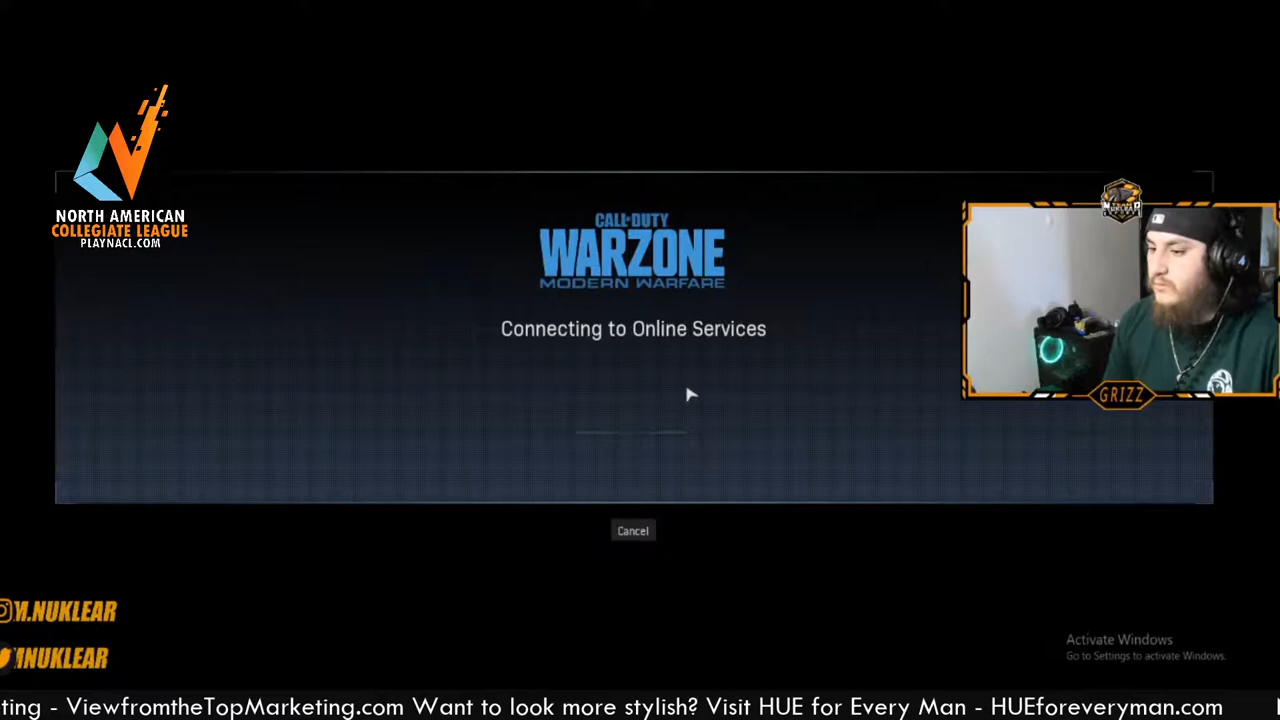 NORTH AMERICAN
COLLEGIATE LEAGUE
PLAYNACL.COM
CALL OF DUTY
WARZONE
MODERN WARFARE
Connecting to Online Services
Cancel
GRIZZ
M.NUKLEAR
NUKLEAR
Activate Windows
Go to Settings to activate Windows.
ting - ViewfromtheTopMarketing.com Want to look more stylish? Visit HUE for Every Man - HUEforeveryman.com